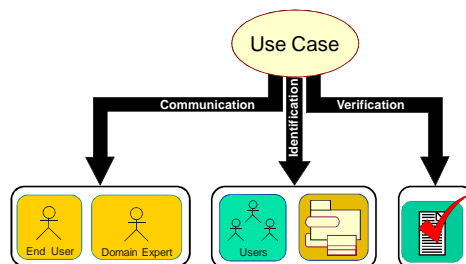 Use Case
Communication
Identification
Verification
End User
Domain Expert
Users